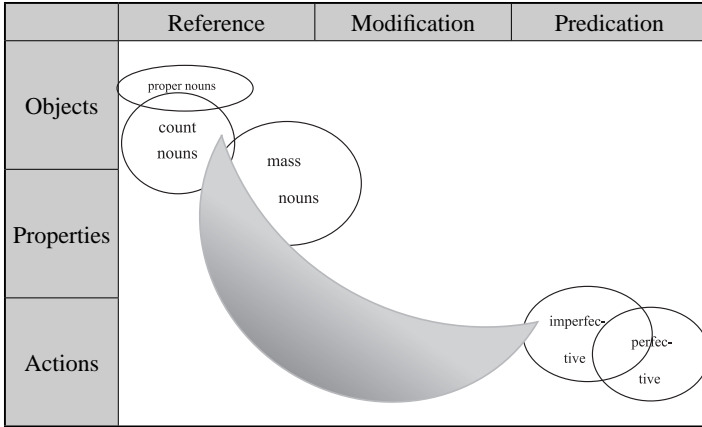 Reference Modification Predication
Objects
proper nouns
count
nouns
mass
nouns
Properties
Actions
imperfec-
tive
perfec-
tive